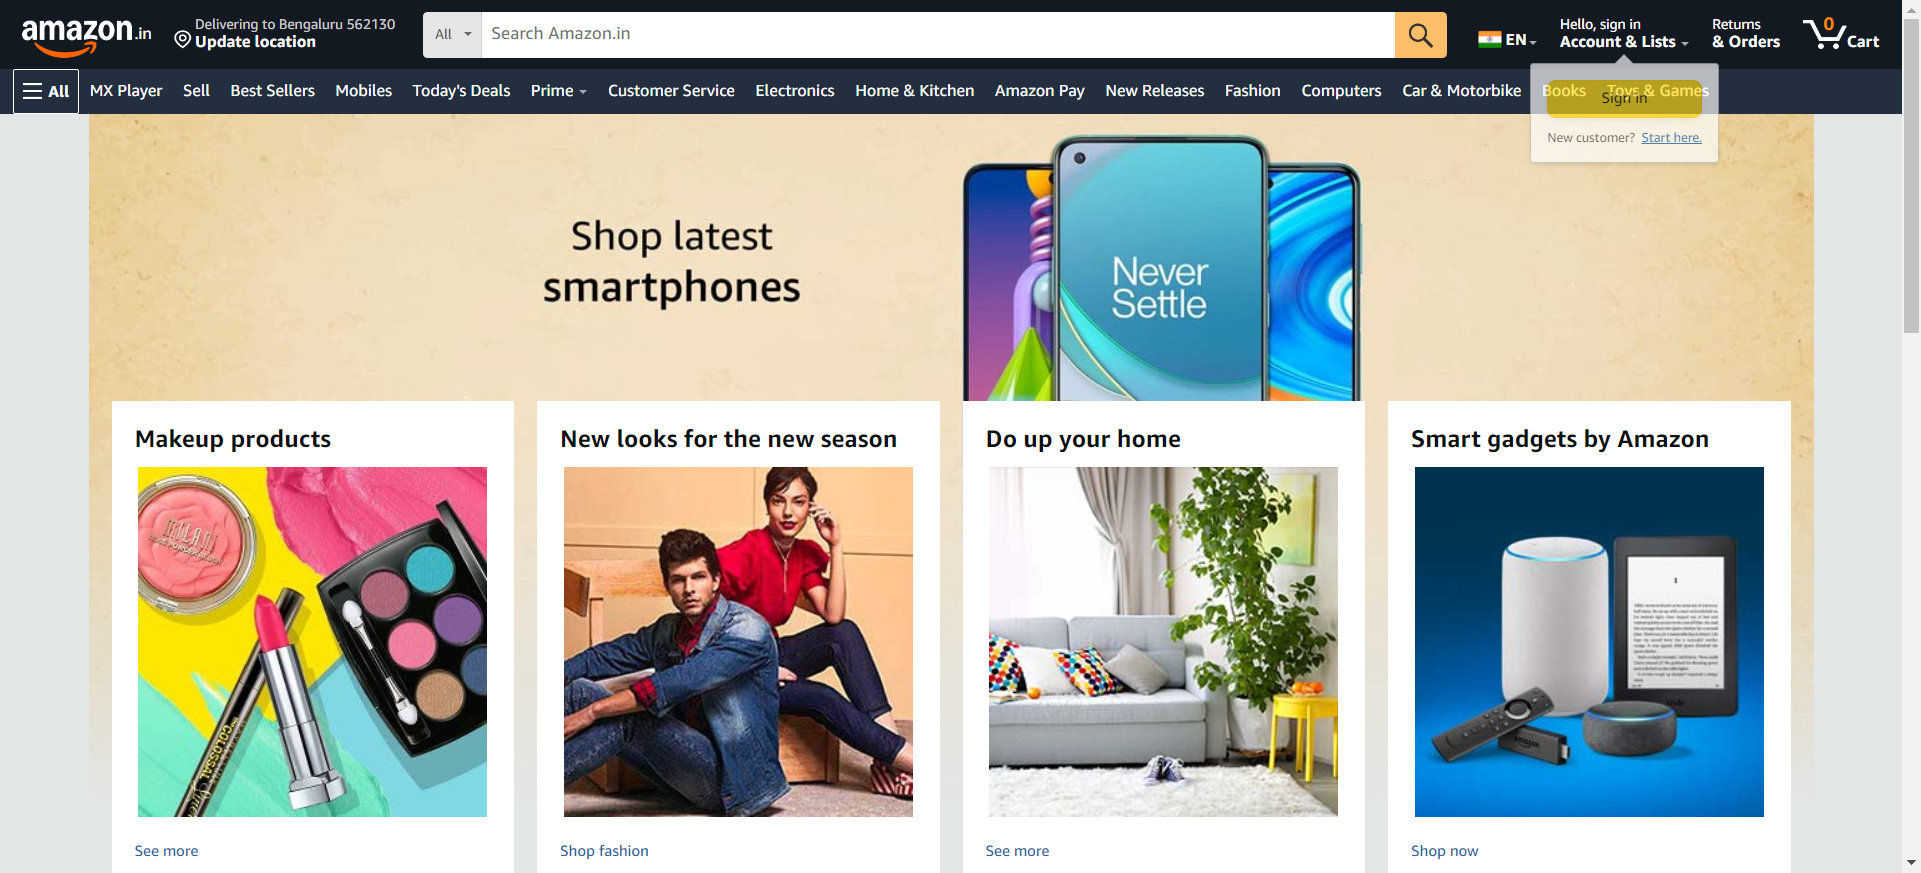 amazon.in
Delivering to Bengaluru 562130
Update location
All
Search Amazon.in
EN
Hello, sign in
Account & Lists
Returns
& Orders
0
Cart
All
MX Player
Sell
Best Sellers
Mobiles
Today's Deals
Prime
Customer Service
Electronics
Home & Kitchen
Amazon Pay
New Releases
Fashion
Computers
Car & Motorbike
Books
Toys & Games
Sign in
New customer? Start here.
Shop latest
smartphones
Never
Settle
Makeup products
New looks for the new season
Do up your home
Smart gadgets by Amazon
MILANI
COLOSSAL
amazon
See more
Shop fashion
See more
Shop now